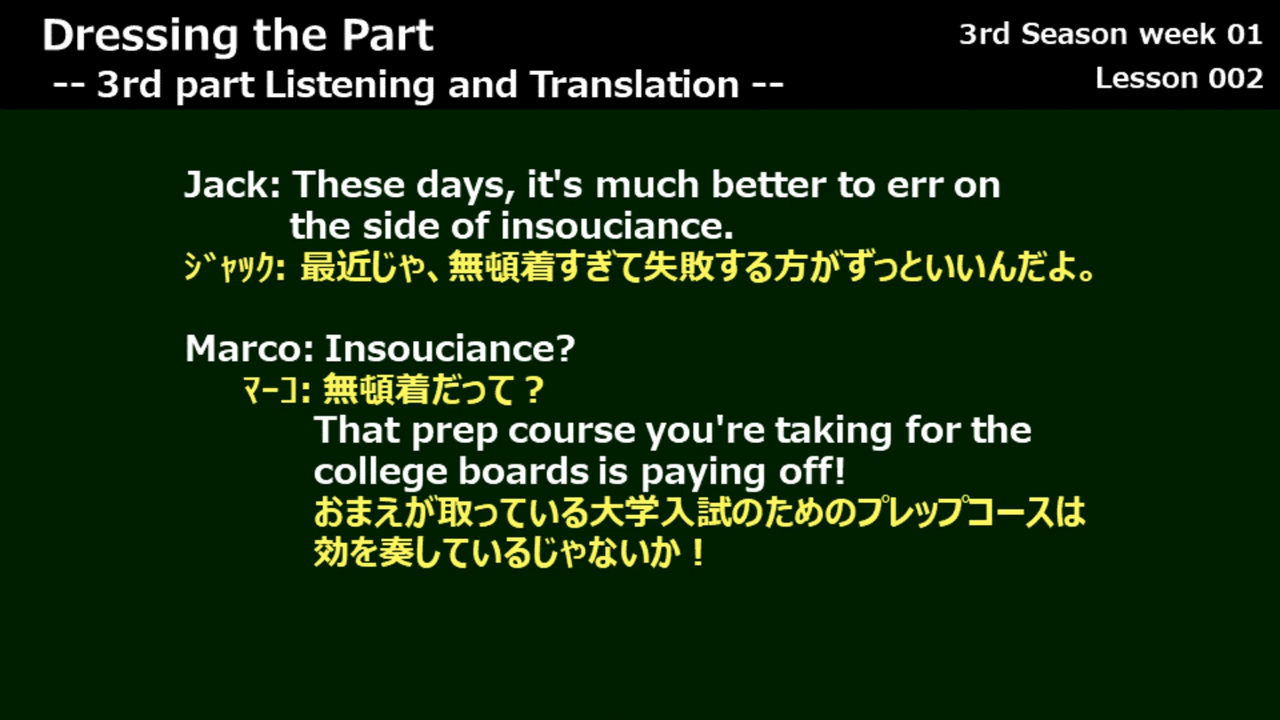 Dressing the Part
-- 3rd part Listening and Translation --
3rd Season week 01
Lesson 002
Jack: These days, it's much better to err on
the side of insouciance.
ｼﾞｬｯｸ: 最近じゃ、無頓着すぎて失敗する方がずっといいんだよ。
Marco: Insouciance?
ﾏｰｺ: 無頓着だって？
That prep course you're taking for the
college boards is paying off!
おまえが取っている大学入試のためのプレップコースは
効を奏しているじゃないか！